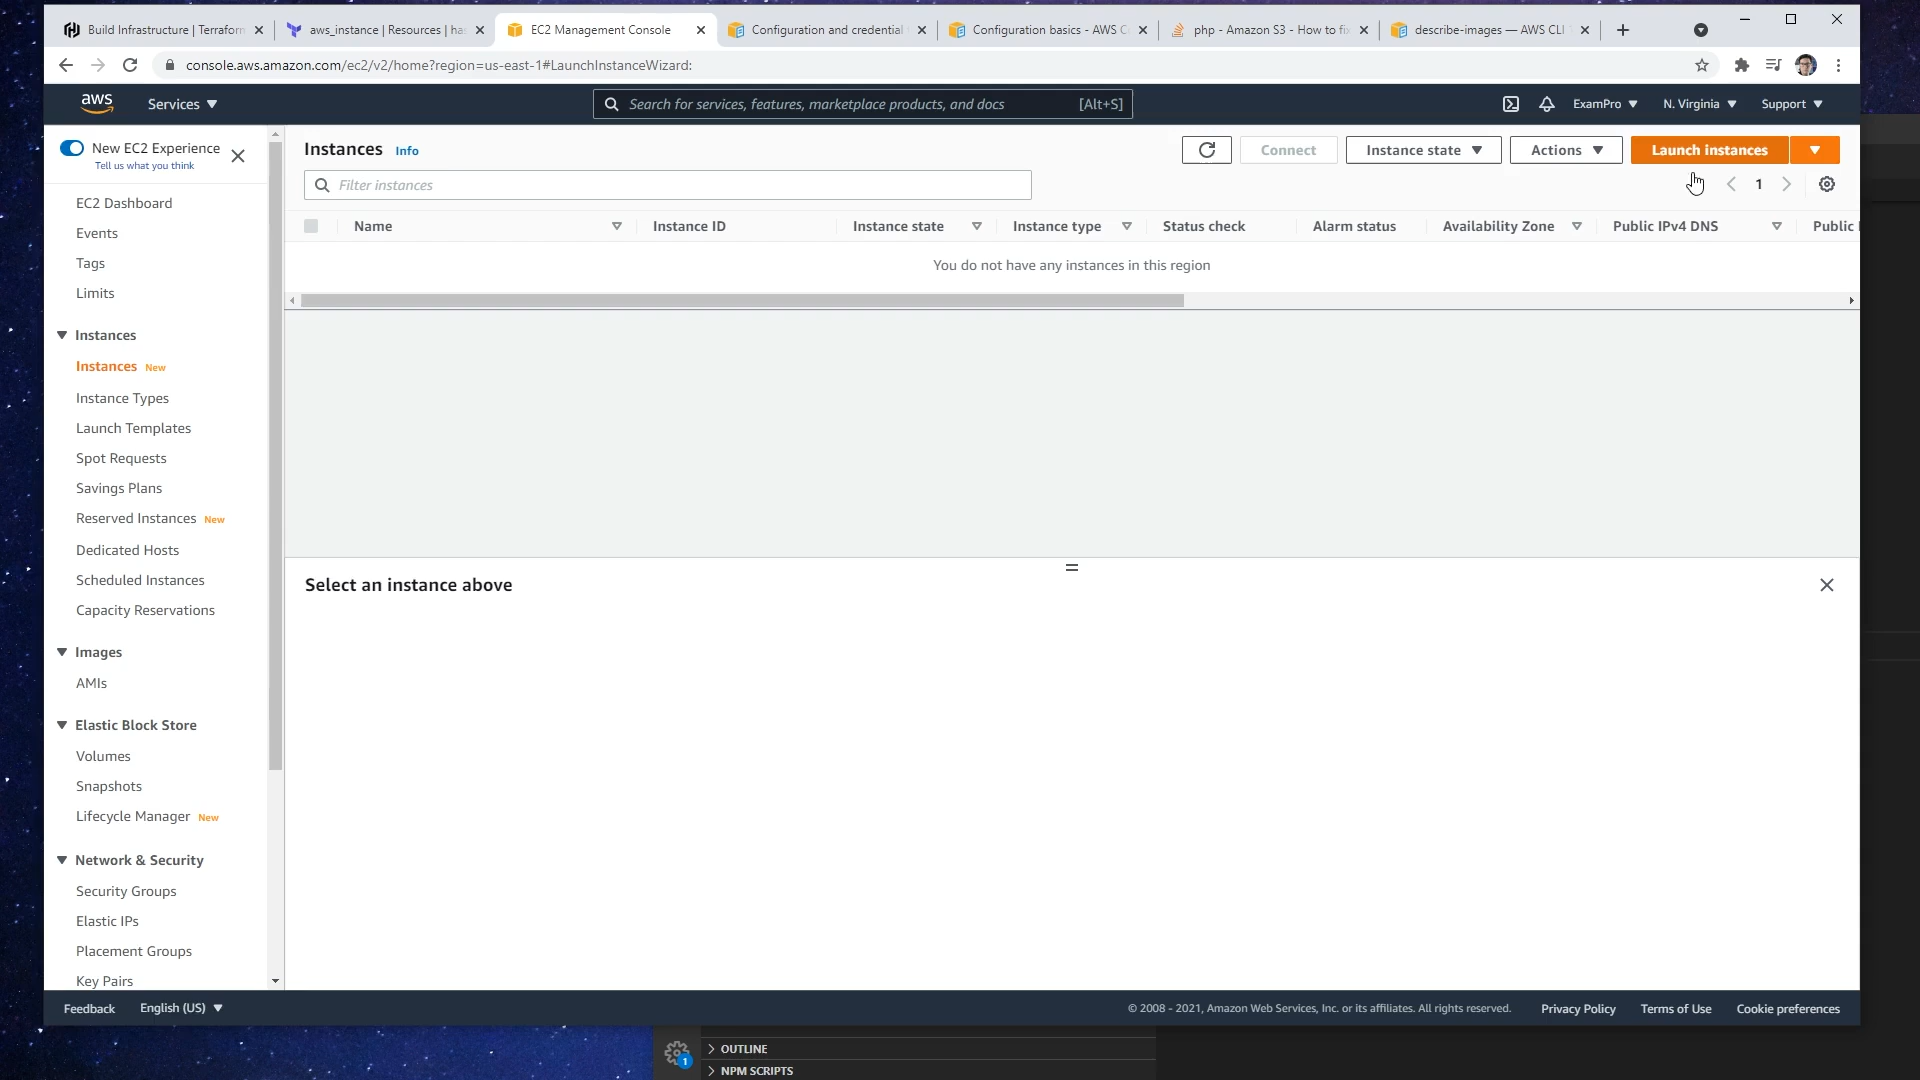 Build Infrastructure | Terraform
aws_instance | Resources | ha
EC2 Management Console
Configuration and credential
Configuration basics - AWS C
php - Amazon S3 - How to fi
describe-images — AWS CLI
console.aws.amazon.com/ec2/v2/home?region=us-east-1#LaunchInstanceWizard:
aws
Services
Search for services, features, marketplace products, and docs [Alt+S]
ExamPro
N. Virginia
Support
New EC2 Experience
Tell us what you think
EC2 Dashboard
Events
Tags
Limits
Instances
Instances New
Instance Types
Launch Templates
Spot Requests
Savings Plans
Reserved Instances New
Dedicated Hosts
Scheduled Instances
Capacity Reservations
Images
AMIs
Elastic Block Store
Volumes
Snapshots
Lifecycle Manager New
Network & Security
Security Groups
Elastic IPs
Placement Groups
Key Pairs
Instances Info
Connect
Instance state
Actions
Launch instances
Filter instances
1
Name
Instance ID
Instance state
Instance type
Status check
Alarm status
Availability Zone
Public IPv4 DNS
Public
You do not have any instances in this region
Select an instance above
Feedback
English (US)
© 2008 - 2021, Amazon Web Services, Inc. or its affiliates. All rights reserved.
Privacy Policy
Terms of Use
Cookie preferences
1
OUTLINE
NPM SCRIPTS